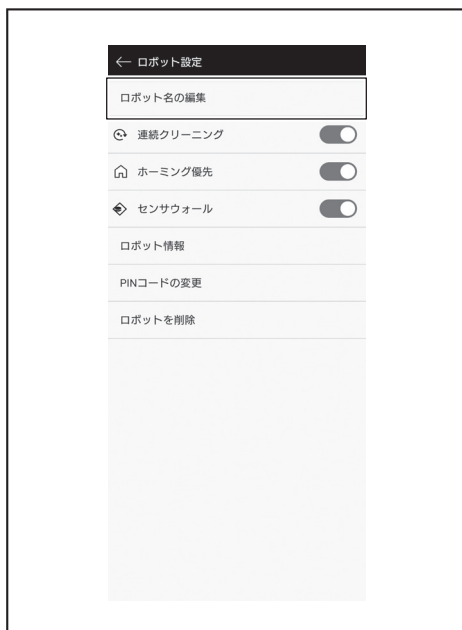 ← ロボット設定
ロボット名の編集
連続クリーニング
ホーミング優先
センサウォール
ロボット情報
PINコードの変更
ロボットを削除